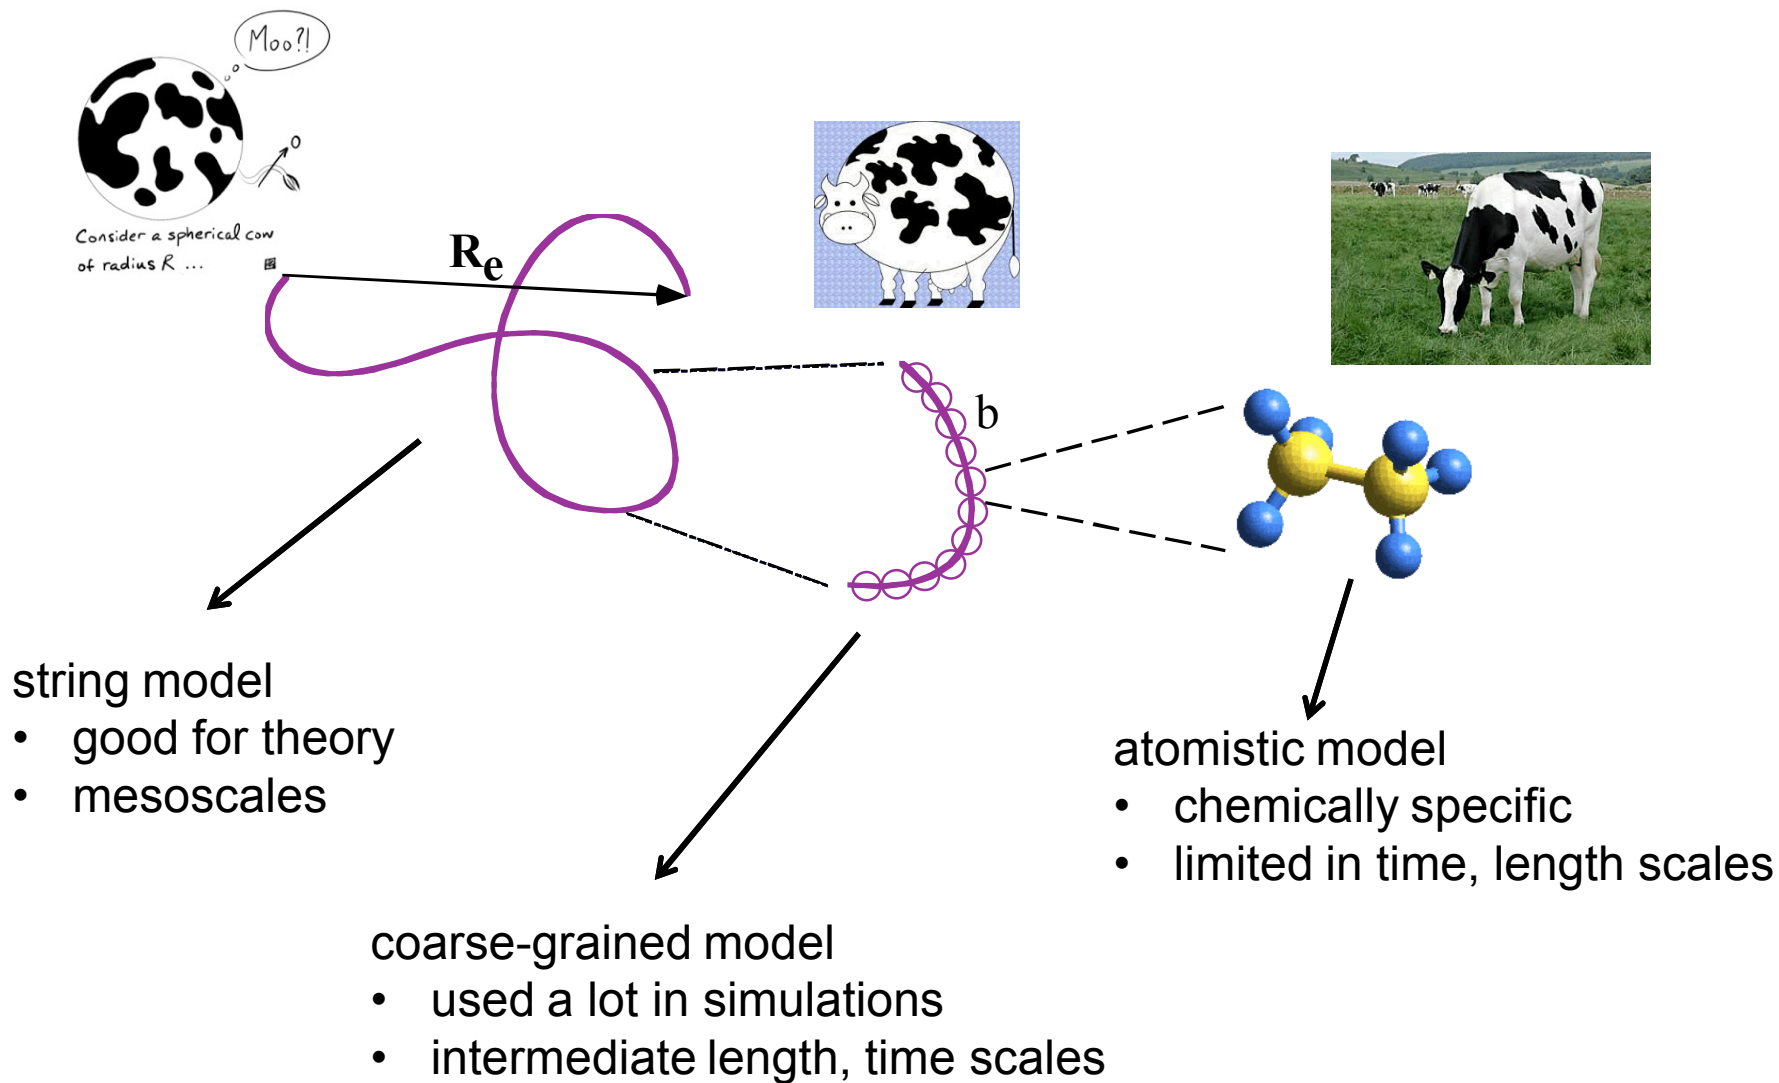 Moo?!
Consider a spherical cow
of radius R ...
Re
b
string model
• good for theory
• mesoscales
coarse-grained model
• used a lot in simulations
• intermediate length, time scales
atomistic model
• chemically specific
• limited in time, length scales